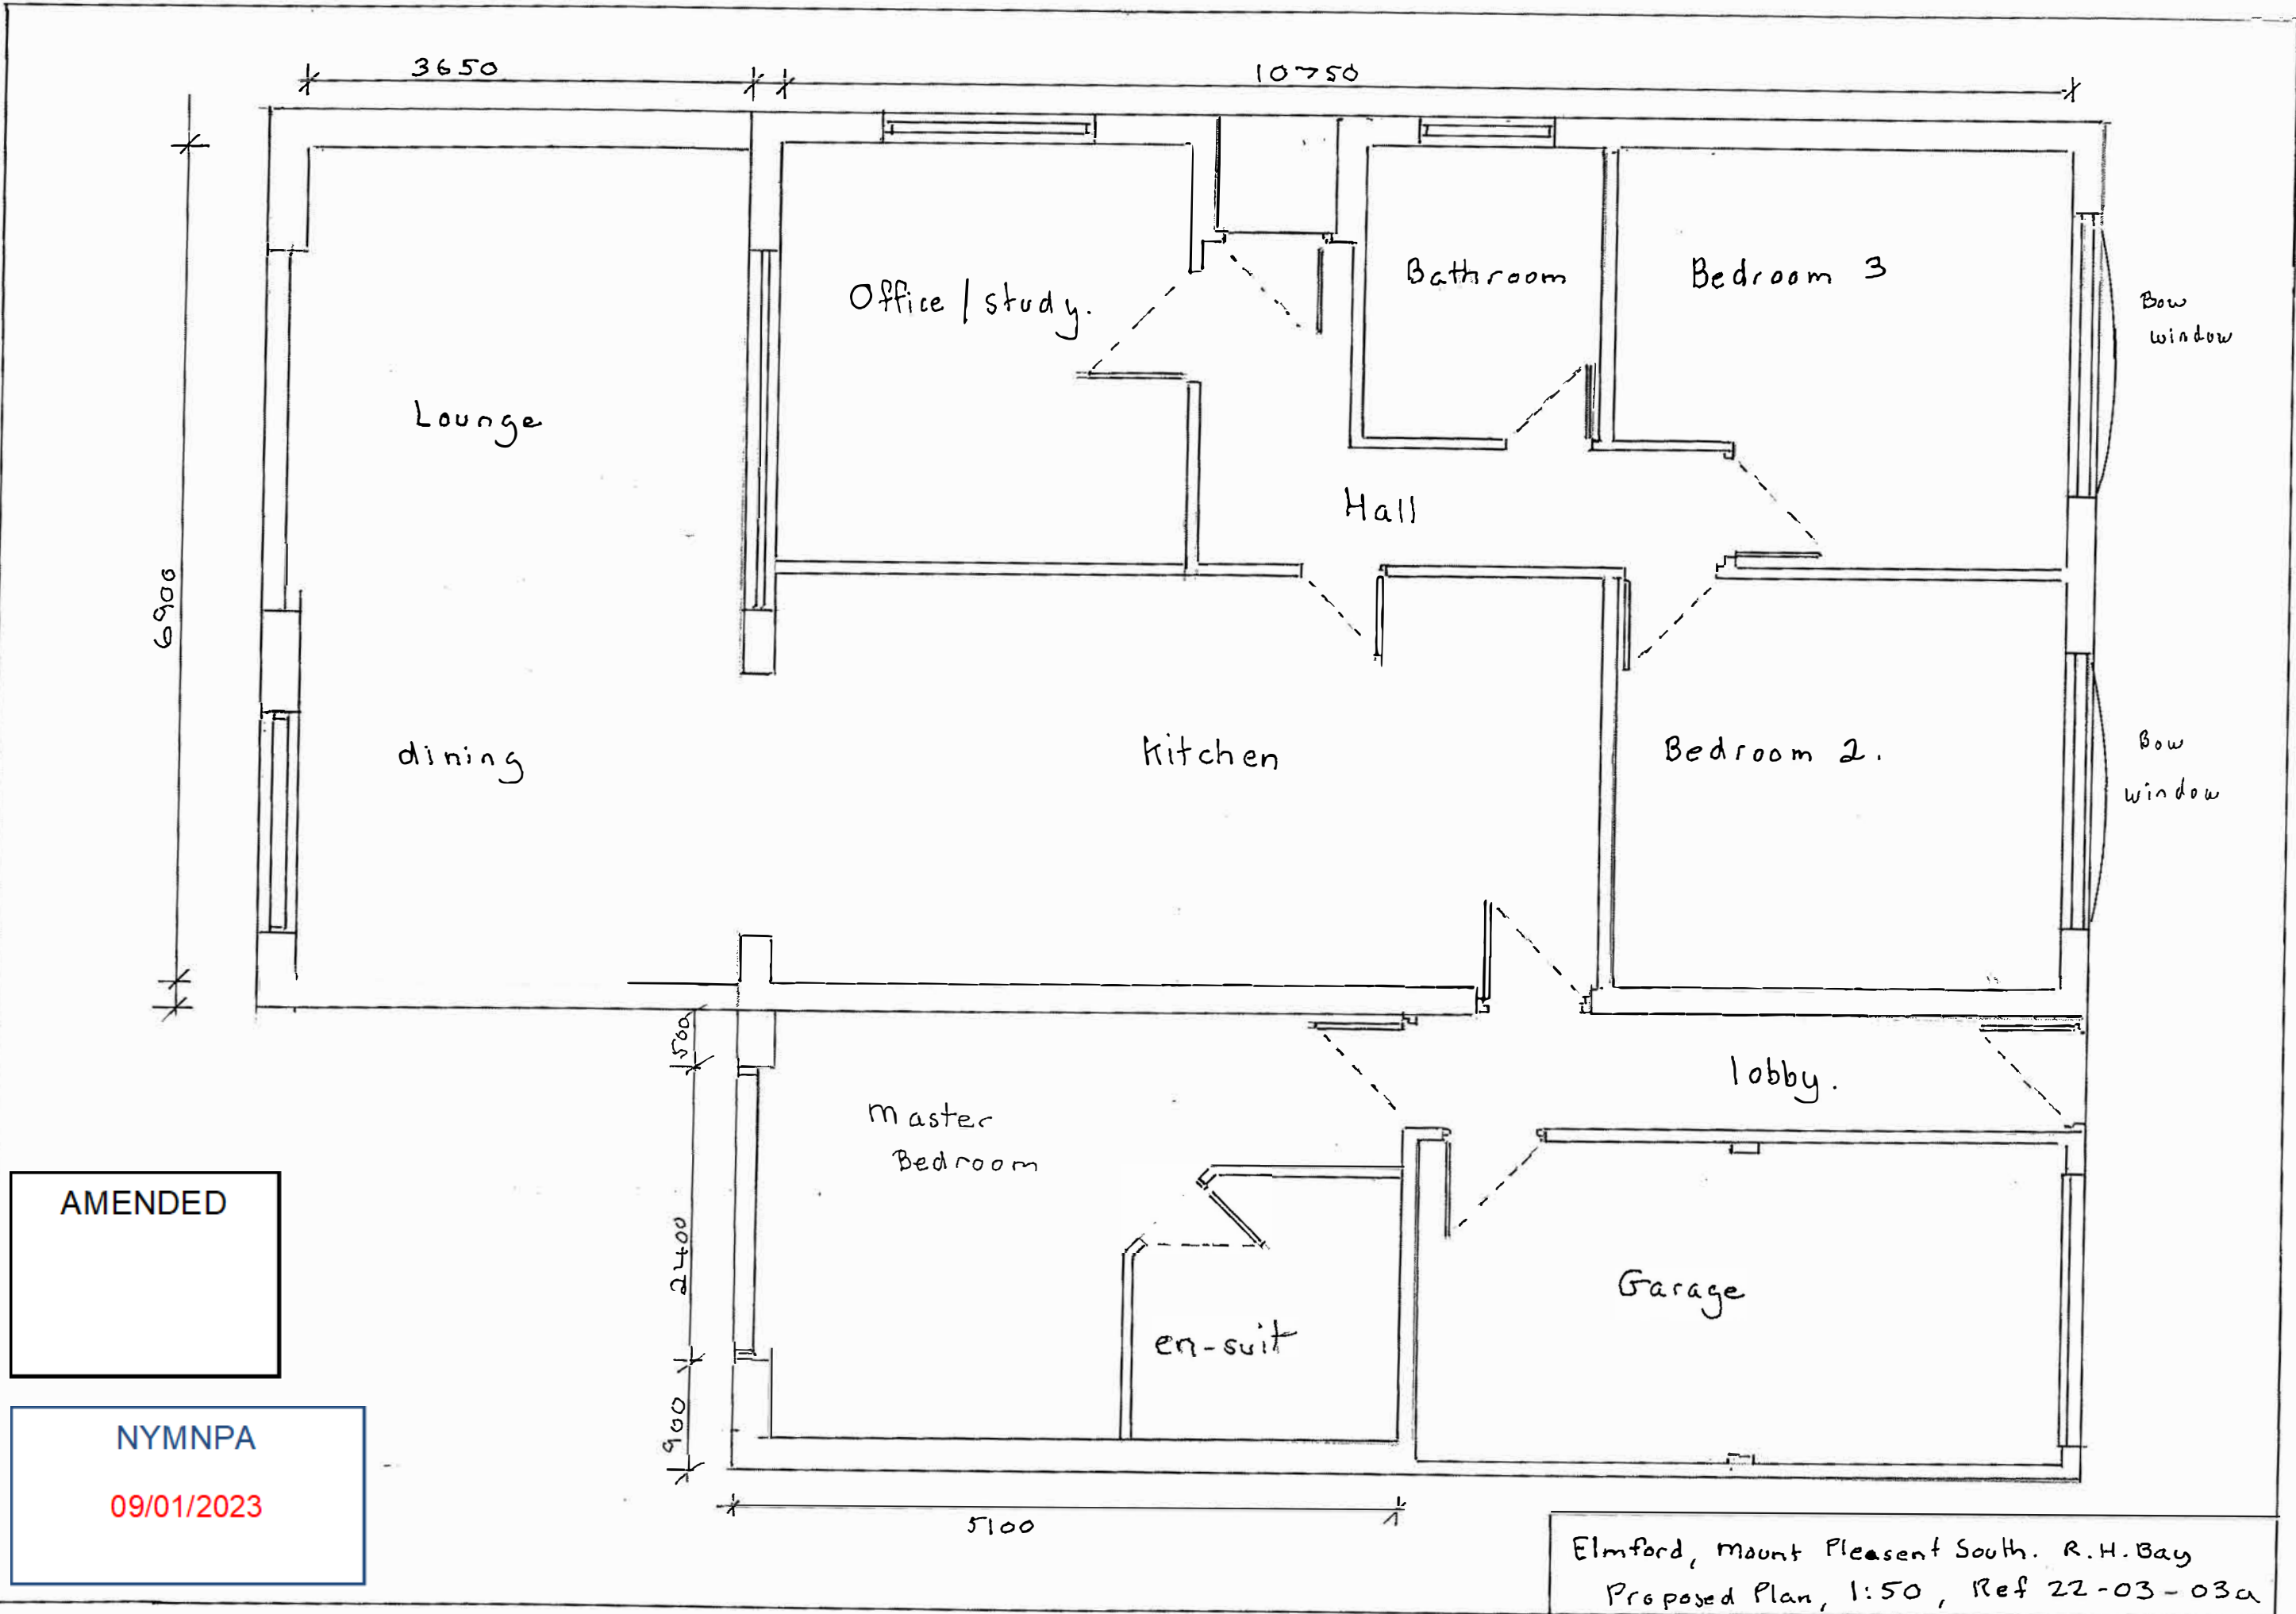 3650
10750
Office / study.
Bathroom
Bedroom 3
Bow
window
Lounge
Hall
6900
dining
Kitchen
Bedroom 2.
Bow
window
500
lobby.
Master
Bedroom
2400
Garage
en-suit
900
5100
AMENDED
NYMNPA
09/01/2023
Elmford, Mount Pleasent South. R.H. Bay
Proposed Plan, 1:50, Ref 22-03-03a